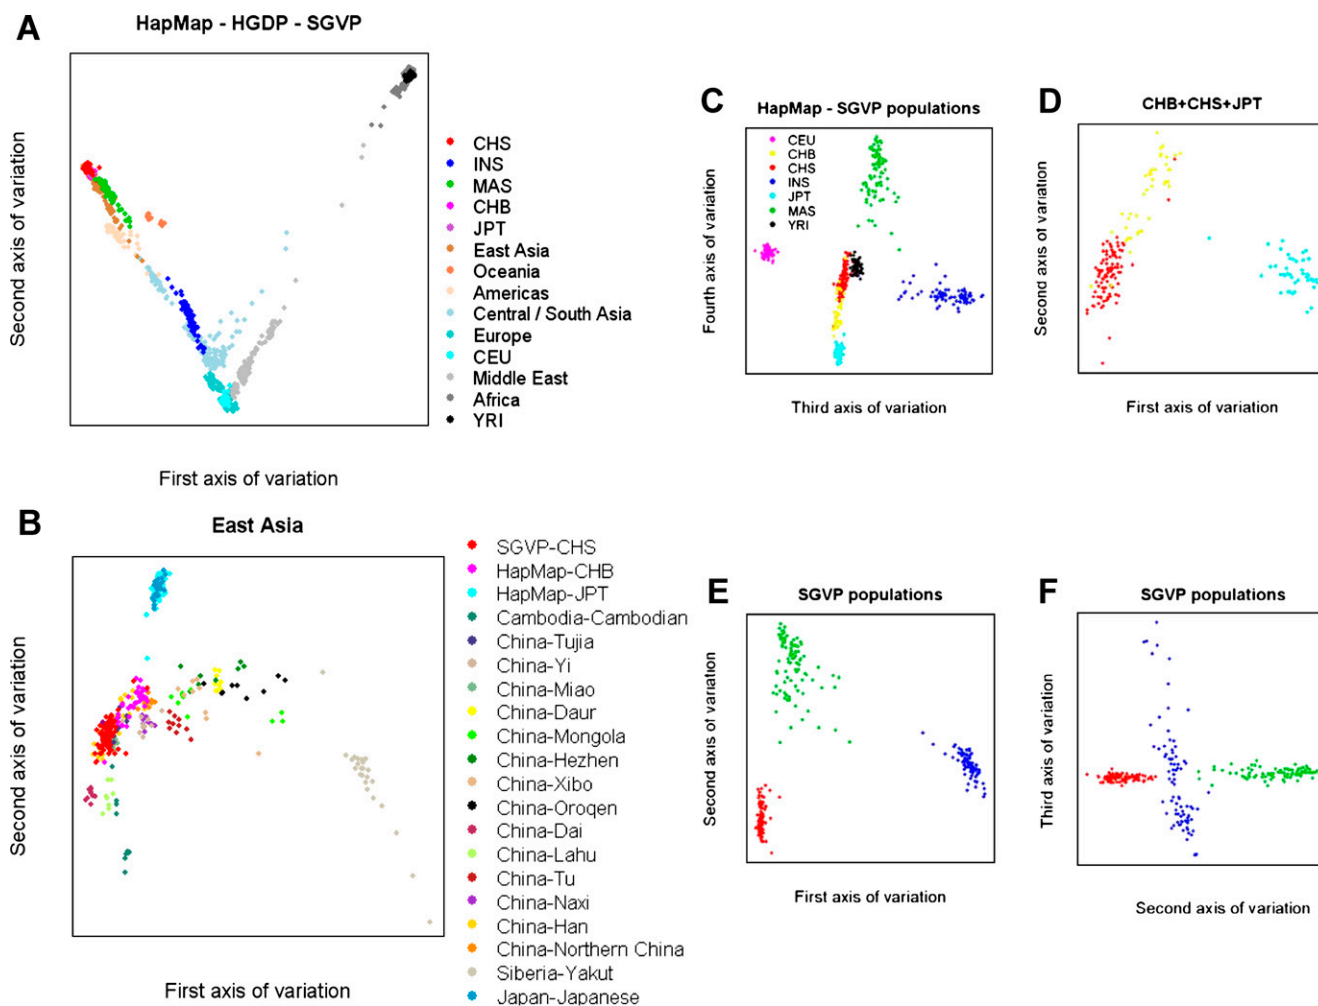 A
HapMap - HGDP - SGVP
Second axis of variation
First axis of variation
CHS
INS
MAS
CHB
JPT
East Asia
Oceania
Americas
Central / South Asia
Europe
CEU
Middle East
Africa
YRI
B
East Asia
Second axis of variation
First axis of variation
SGVP-CHS
HapMap-CHB
HapMap-JPT
Cambodia-Cambodian
China-Tujia
China-Yi
China-Miao
China-Daur
China-Mongola
China-Hezhen
China-Xibo
China-Oroqen
China-Dai
China-Lahu
China-Tu
China-Naxi
China-Han
China-Northern China
Siberia-Yakut
Japan-Japanese
C
HapMap - SGVP populations
CEU
CHB
CHS
INS
JPT
MAS
YRI
Fourth axis of variation
Third axis of variation
D
CHB+CHS+JPT
Second axis of variation
First axis of variation
E
SGVP populations
Second axis of variation
First axis of variation
F
SGVP populations
Third axis of variation
Second axis of variation